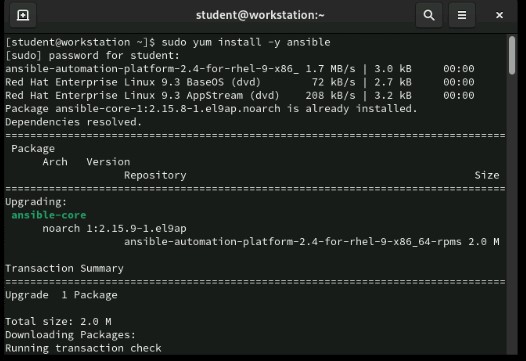 student@workstation:~
[student@workstation ~]$ sudo yum install -y ansible
[sudo] password for student:
ansible-automation-platform-2.4-for-rhel-9-x86_ 1.7 MB/s | 3.0 kB     00:00
Red Hat Enterprise Linux 9.3 BaseOS (dvd)        72 kB/s | 2.7 kB     00:00
Red Hat Enterprise Linux 9.3 AppStream (dvd)    208 kB/s | 3.2 kB     00:00
Package ansible-core-1:2.15.8-1.el9ap.noarch is already installed.
Dependencies resolved.
================================================================================
 Package
      Arch   Version
                   Repository                                              Size
================================================================================
Upgrading:
 ansible-core
      noarch 1:2.15.9-1.el9ap
                   ansible-automation-platform-2.4-for-rhel-9-x86_64-rpms 2.0 M

Transaction Summary
================================================================================
Upgrade  1 Package

Total size: 2.0 M
Downloading Packages:
Running transaction check